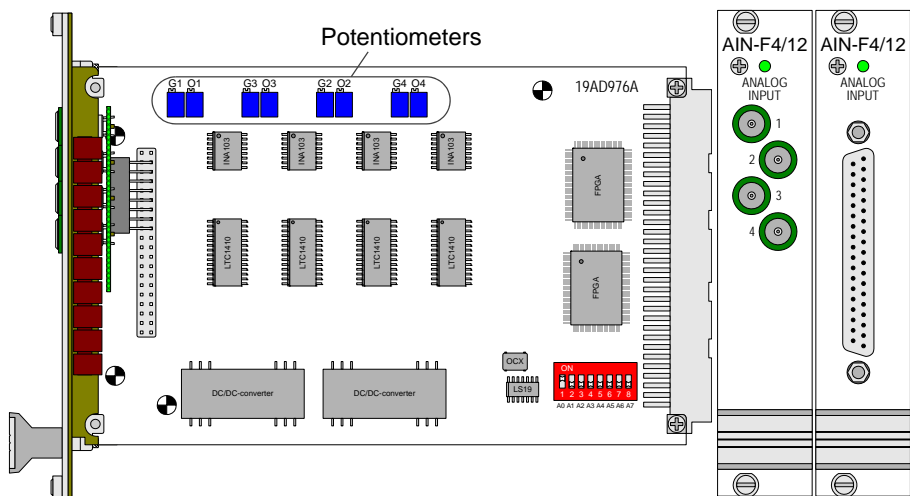 Potentiometers
G1 O1 G3 O3 G2 O2 G4 O4
19AD976A
INA103 INA103 INA103 INA103
FPGA
LTC1410 LTC1410 LTC1410 LTC1410
FPGA
DC/DC-converter DC/DC-converter
OCX
LS19
ON
1 2 3 4 5 6 7 8
A0 A1 A2 A3 A4 A5 A6 A7
AIN-F4/12
ANALOG
INPUT
1
2
3
4
AIN-F4/12
ANALOG
INPUT